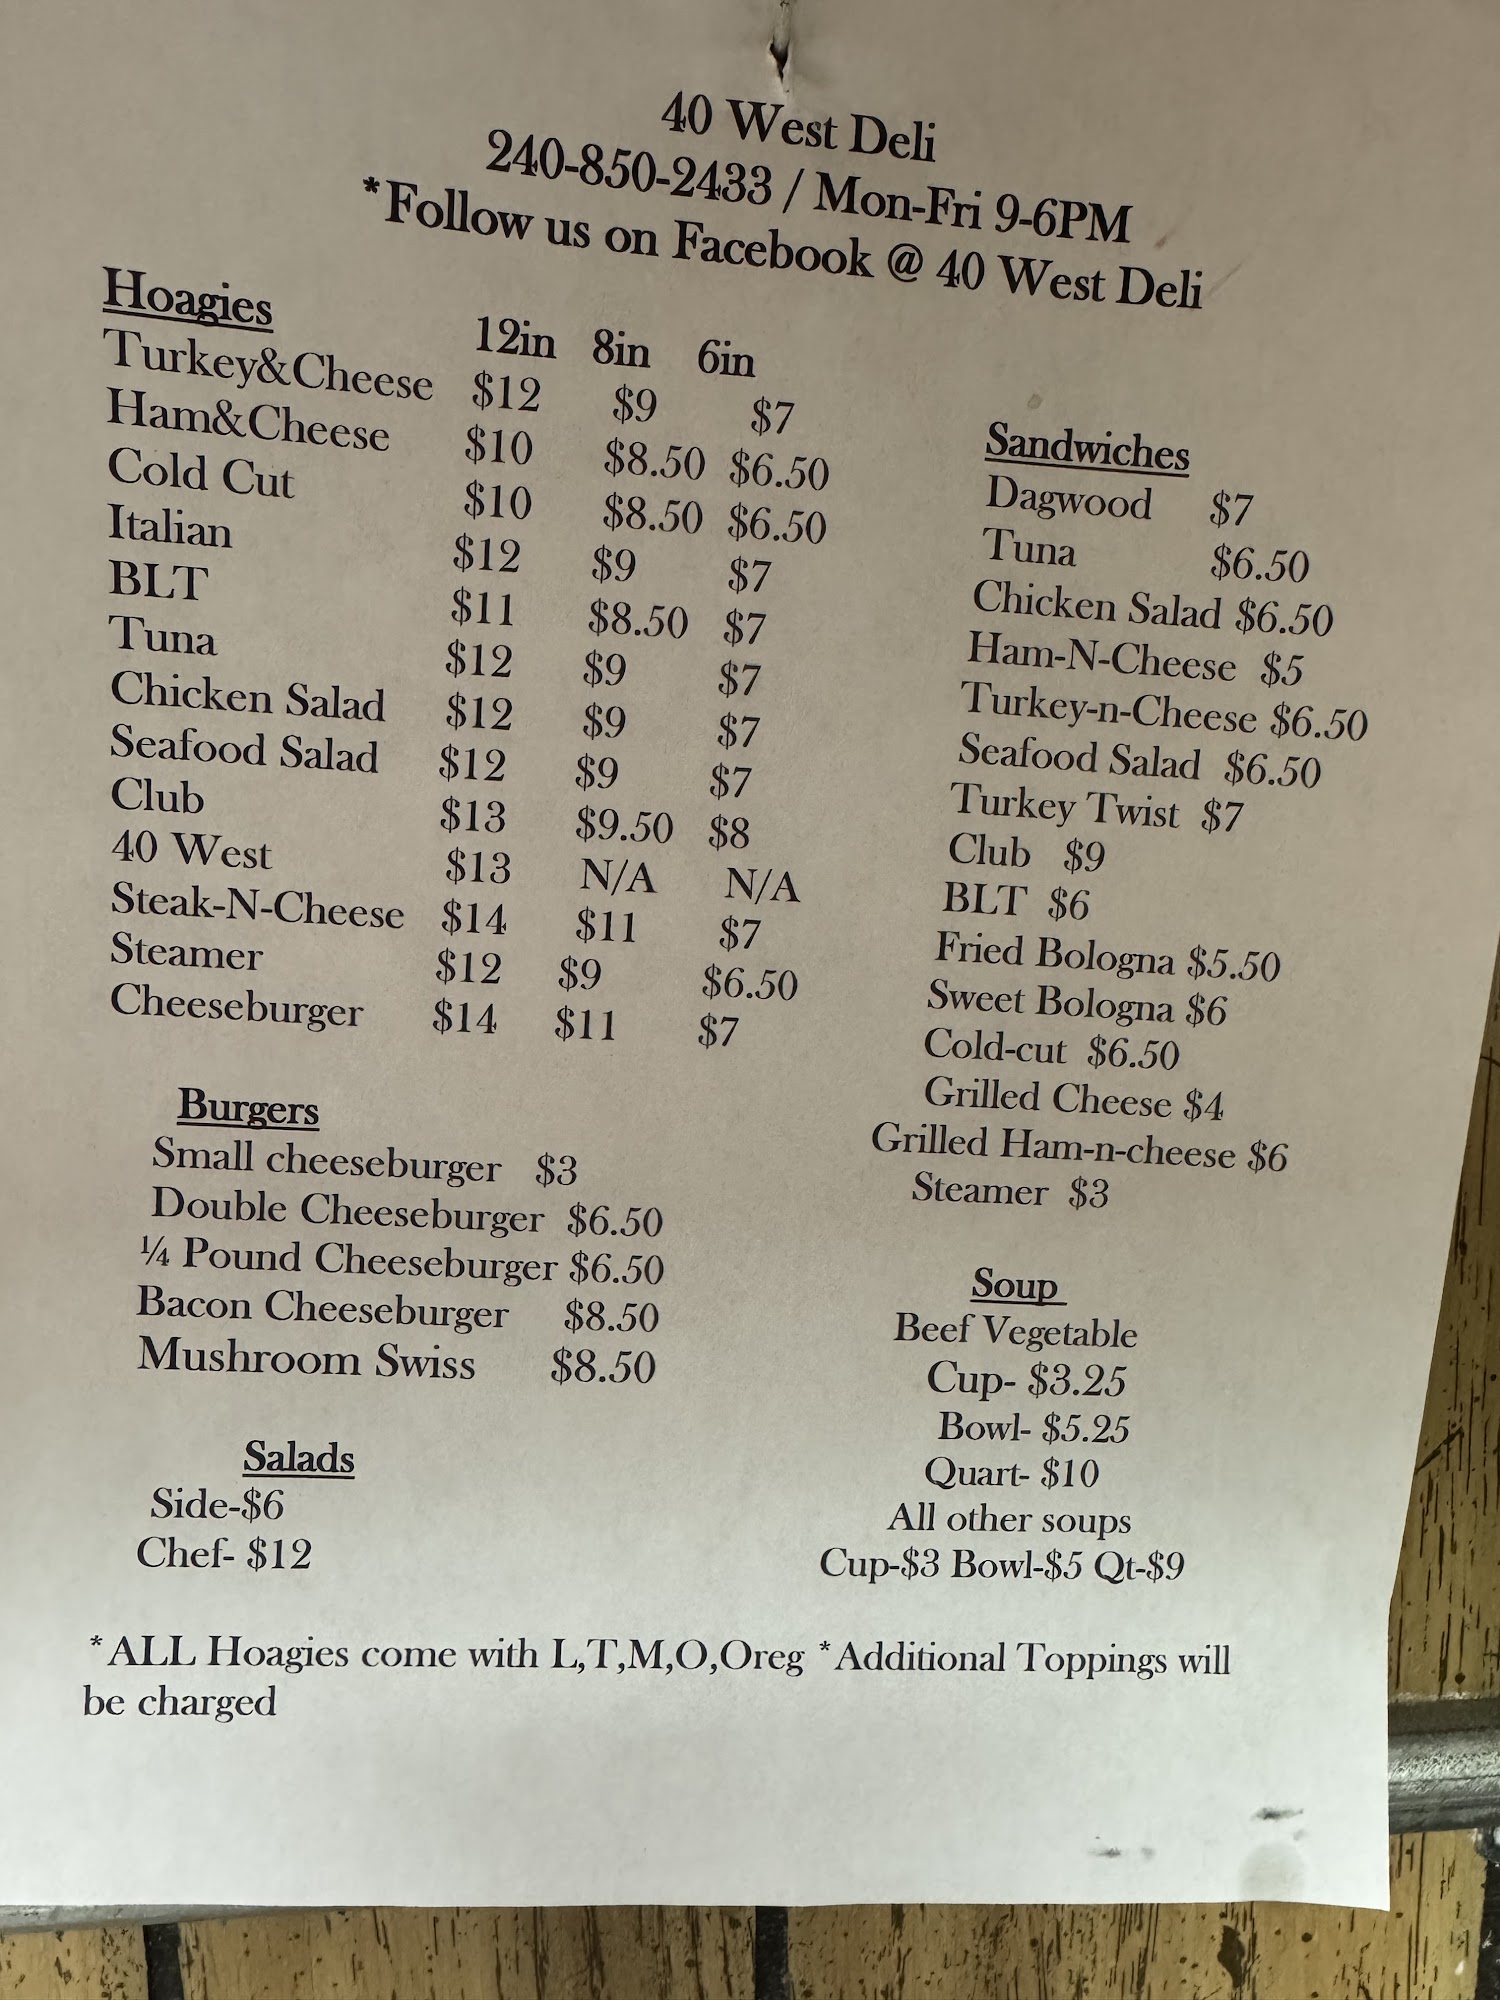 40 West Deli
240-850-2433 / Mon-Fri 9-6PM
*Follow us on Facebook @ 40 West Deli
Hoagies 12in 8in 6in
Turkey&Cheese $12 $9 $7
Ham&Cheese $10 $8.50 $6.50
Cold Cut $10 $8.50 $6.50
Italian $12 $9 $7
BLT $11 $8.50 $7
Tuna $12 $9 $7
Chicken Salad $12 $9 $7
Seafood Salad $12 $9 $7
Club $13 $9.50 $8
40 West $13 N/A N/A
Steak-N-Cheese $14 $11 $7
Steamer $12 $9 $6.50
Cheeseburger $14 $11 $7
Burgers
Small cheeseburger $3
Double Cheeseburger $6.50
¼ Pound Cheeseburger $6.50
Bacon Cheeseburger $8.50
Mushroom Swiss $8.50
Salads
Side-$6
Chef- $12
Sandwiches
Dagwood $7
Tuna $6.50
Chicken Salad $6.50
Ham-N-Cheese $5
Turkey-n-Cheese $6.50
Seafood Salad $6.50
Turkey Twist $7
Club $9
BLT $6
Fried Bologna $5.50
Sweet Bologna $6
Cold-cut $6.50
Grilled Cheese $4
Grilled Ham-n-cheese $6
Steamer $3
Soup
Beef Vegetable
Cup- $3.25
Bowl- $5.25
Quart- $10
All other soups
Cup-$3 Bowl-$5 Qt-$9
*ALL Hoagies come with L,T,M,O,Oreg *Additional Toppings will
be charged